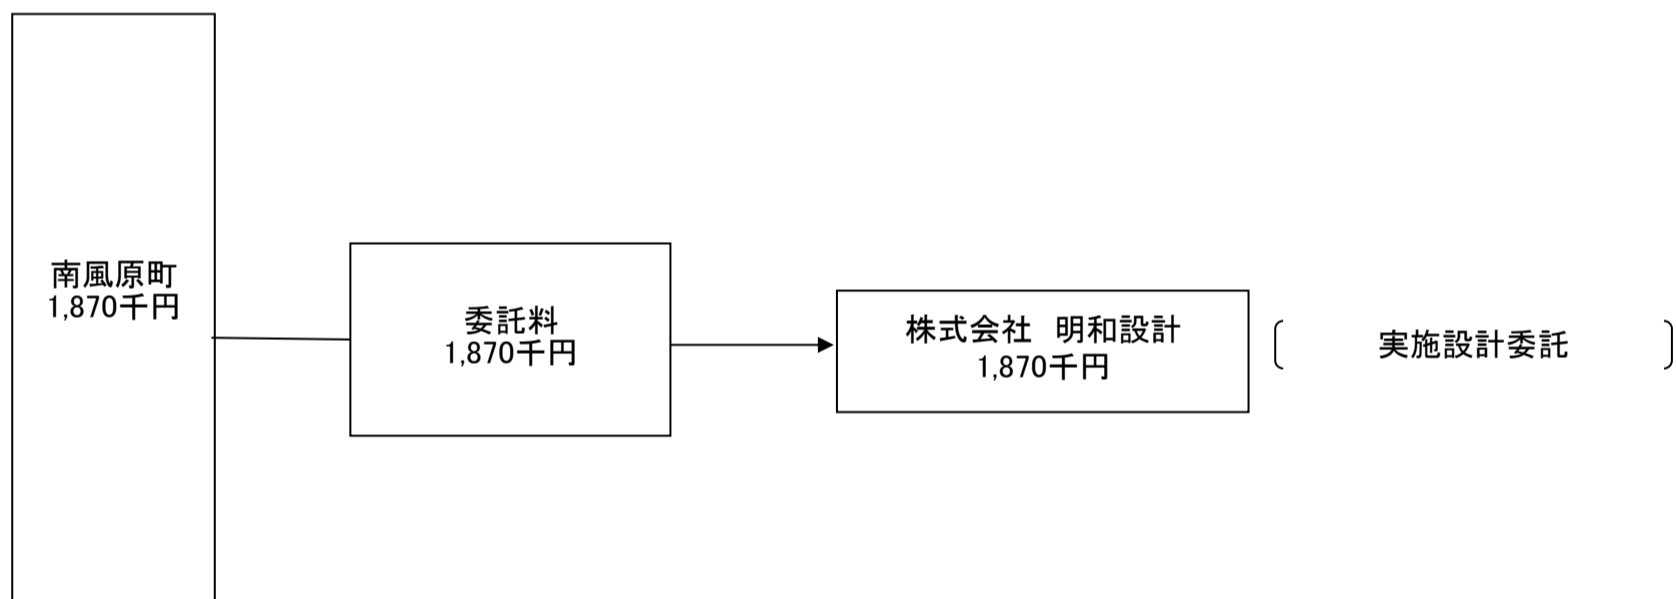 南風原町
1,870千円
委託料
1,870千円
株式会社　明和設計
1,870千円
実施設計委託